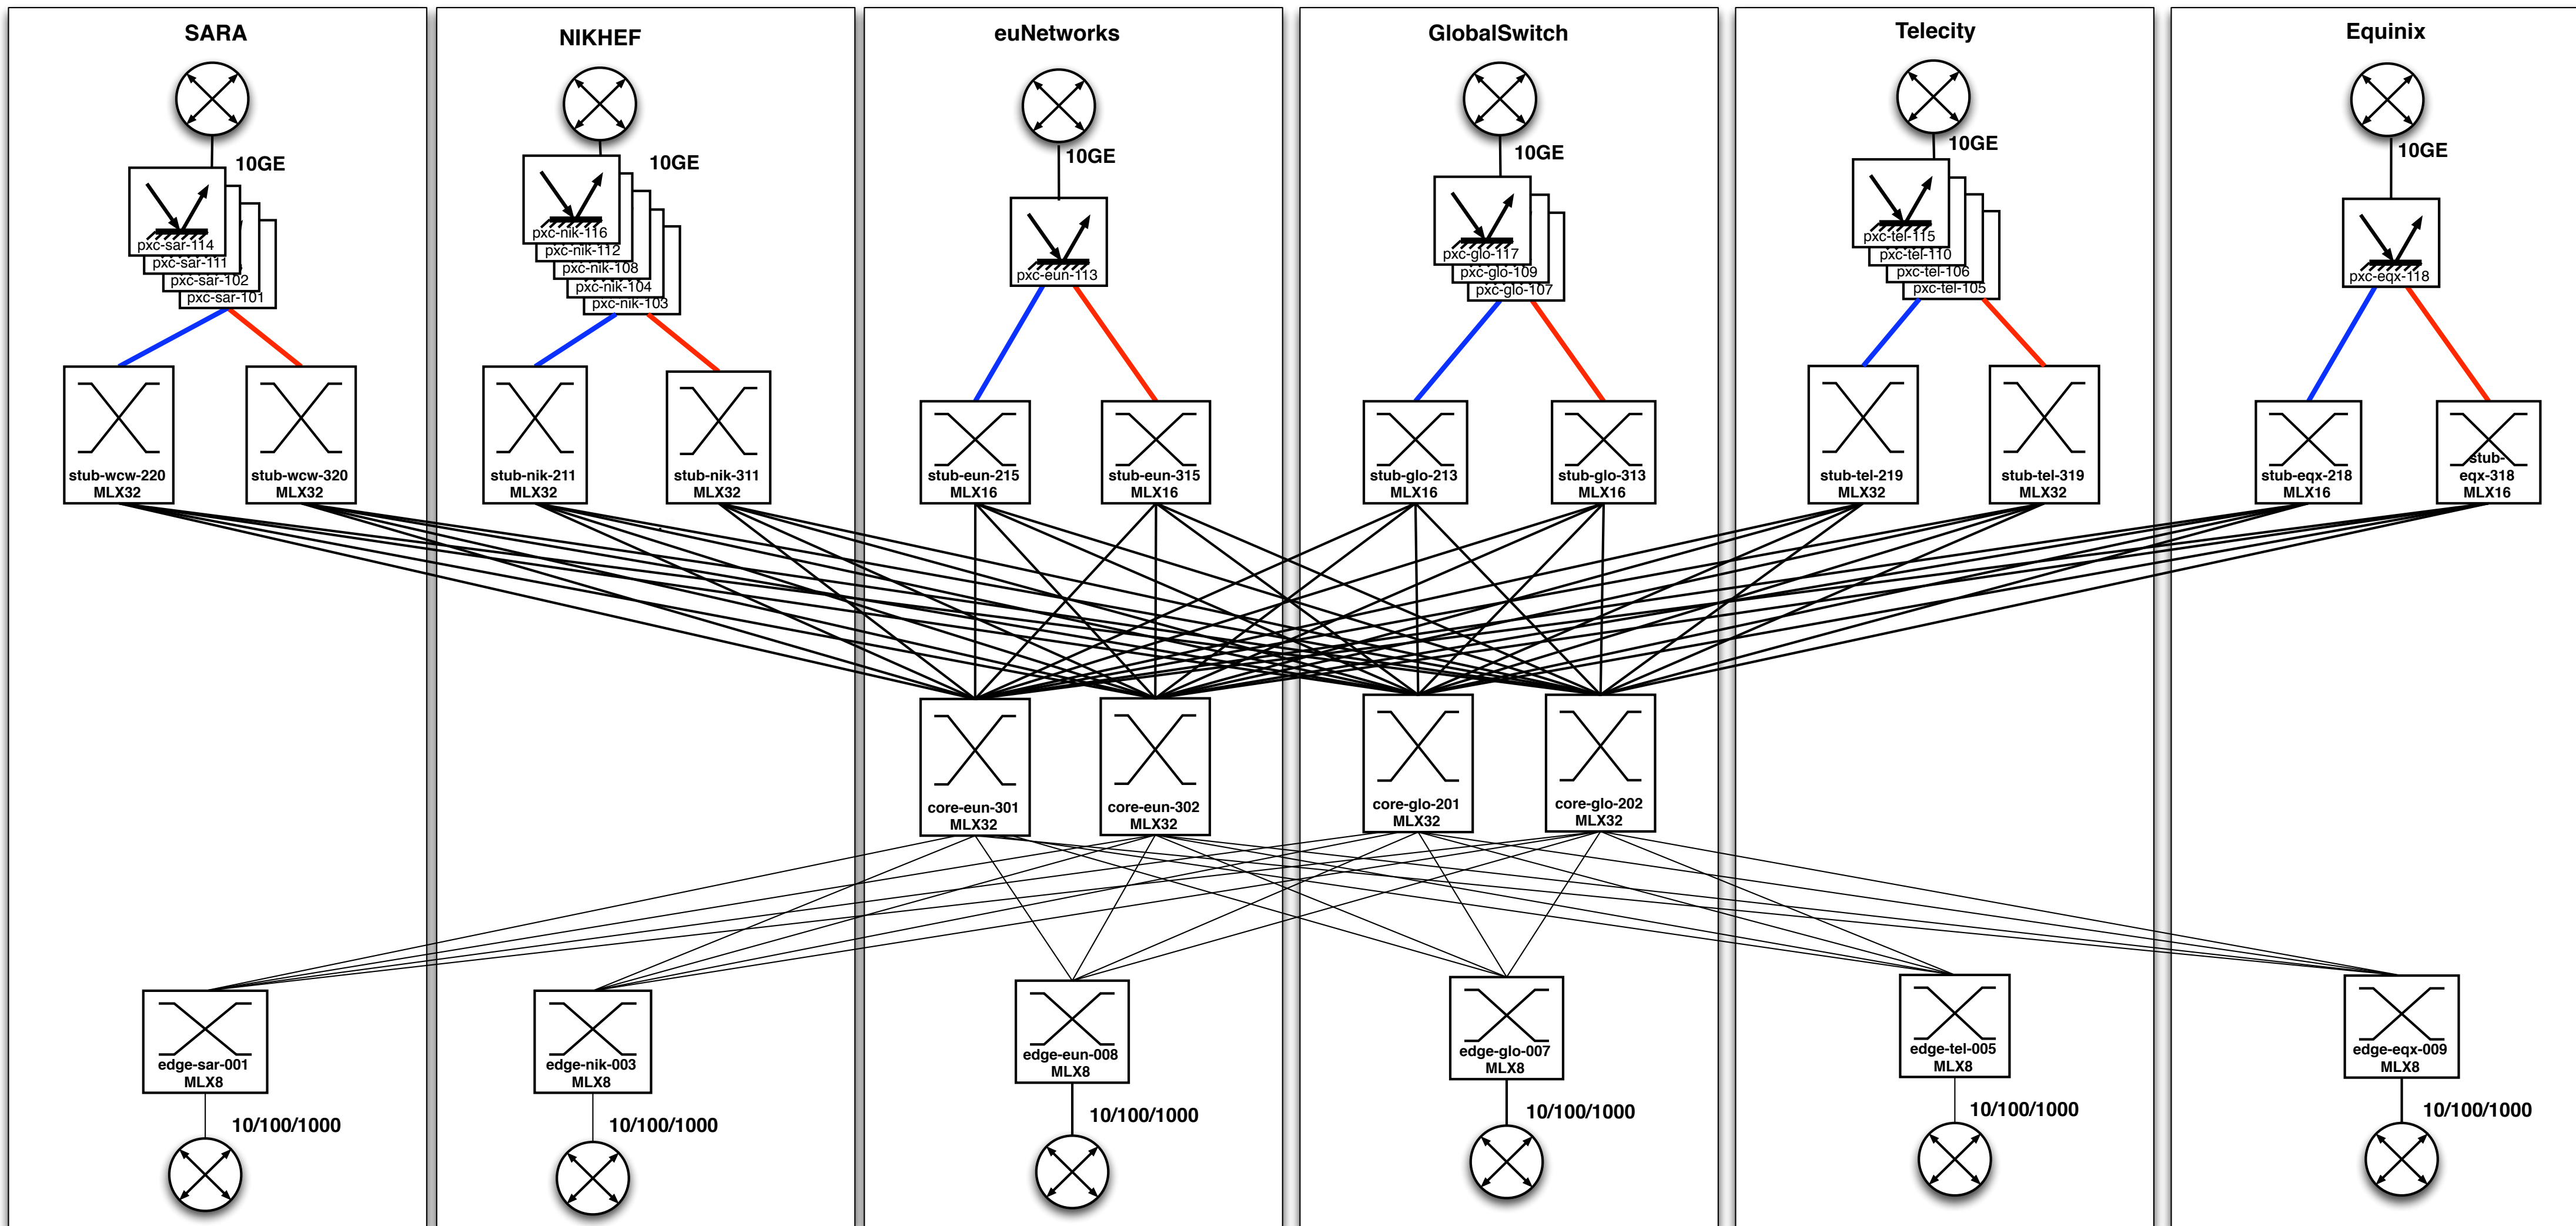 SARA
NIKHEF
euNetworks
GlobalSwitch
Telecity
Equinix
10GE
10GE
10GE
10GE
10GE
10GE
pxc-sar-114
pxc-sar-111
pxc-sar-102
pxc-sar-101
pxc-nik-116
pxc-nik-112
pxc-nik-108
pxc-nik-104
pxc-nik-103
pxc-eun-113
pxc-glo-117
pxc-glo-109
pxc-glo-107
pxc-tel-115
pxc-tel-110
pxc-tel-106
pxc-tel-105
pxc-eqx-118
stub-wcw-220
MLX32
stub-wcw-320
MLX32
stub-nik-211
MLX32
stub-nik-311
MLX32
stub-eun-215
MLX16
stub-eun-315
MLX16
stub-glo-213
MLX16
stub-glo-313
MLX16
stub-tel-219
MLX32
stub-tel-319
MLX32
stub-eqx-218
MLX16
stub-
eqx-318
MLX16
core-eun-301
MLX32
core-eun-302
MLX32
core-glo-201
MLX32
core-glo-202
MLX32
edge-sar-001
MLX8
edge-nik-003
MLX8
edge-eun-008
MLX8
edge-glo-007
MLX8
edge-tel-005
MLX8
edge-eqx-009
MLX8
10/100/1000
10/100/1000
10/100/1000
10/100/1000
10/100/1000
10/100/1000